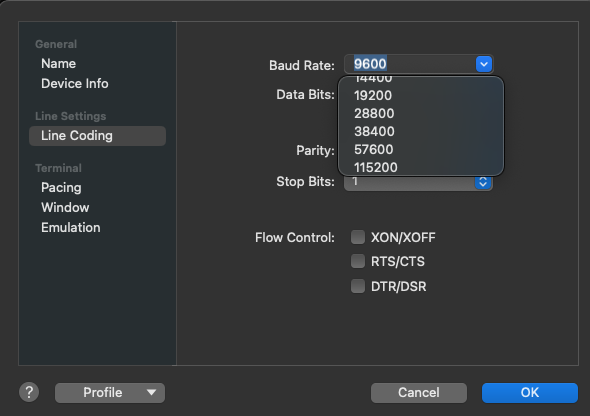 General
Name
Device Info
Line Settings
Line Coding
Terminal
Pacing
Window
Emulation
Baud Rate: 9600
14400
19200
28800
38400
57600
115200
Data Bits:
Parity:
Stop Bits: 1
Flow Control: XON/XOFF
RTS/CTS
DTR/DSR
? Profile Cancel OK